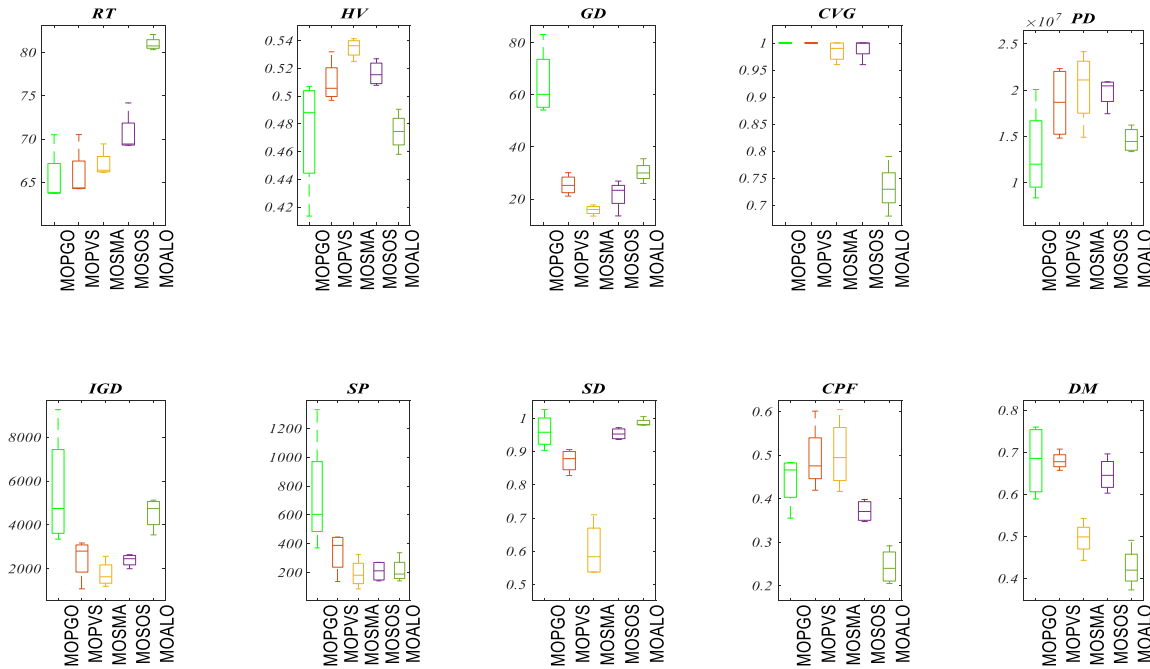 RT
80
75
70
65
MOPGO
MOPVS
MOSMA
MOSOS
MOALO
HV
0.54
0.52
0.5
0.48
0.46
0.44
0.42
MOPGO
MOPVS
MOSMA
MOSOS
MOALO
GD
80
60
40
20
MOPGO
MOPVS
MOSMA
MOSOS
MOALO
CVG
1
0.95
0.9
0.85
0.8
0.75
0.7
MOPGO
MOPVS
MOSMA
MOSOS
MOALO
×10^7 PD
2.5
2
1.5
1
MOPGO
MOPVS
MOSMA
MOSOS
MOALO
IGD
8000
6000
4000
2000
MOPGO
MOPVS
MOSMA
MOSOS
MOALO
SP
1200
1000
800
600
400
200
MOPGO
MOPVS
MOSMA
MOSOS
MOALO
SD
1
0.9
0.8
0.7
0.6
0.5
MOPGO
MOPVS
MOSMA
MOSOS
MOALO
CPF
0.6
0.5
0.4
0.3
0.2
MOPGO
MOPVS
MOSMA
MOSOS
MOALO
DM
0.8
0.7
0.6
0.5
0.4
MOPGO
MOPVS
MOSMA
MOSOS
MOALO